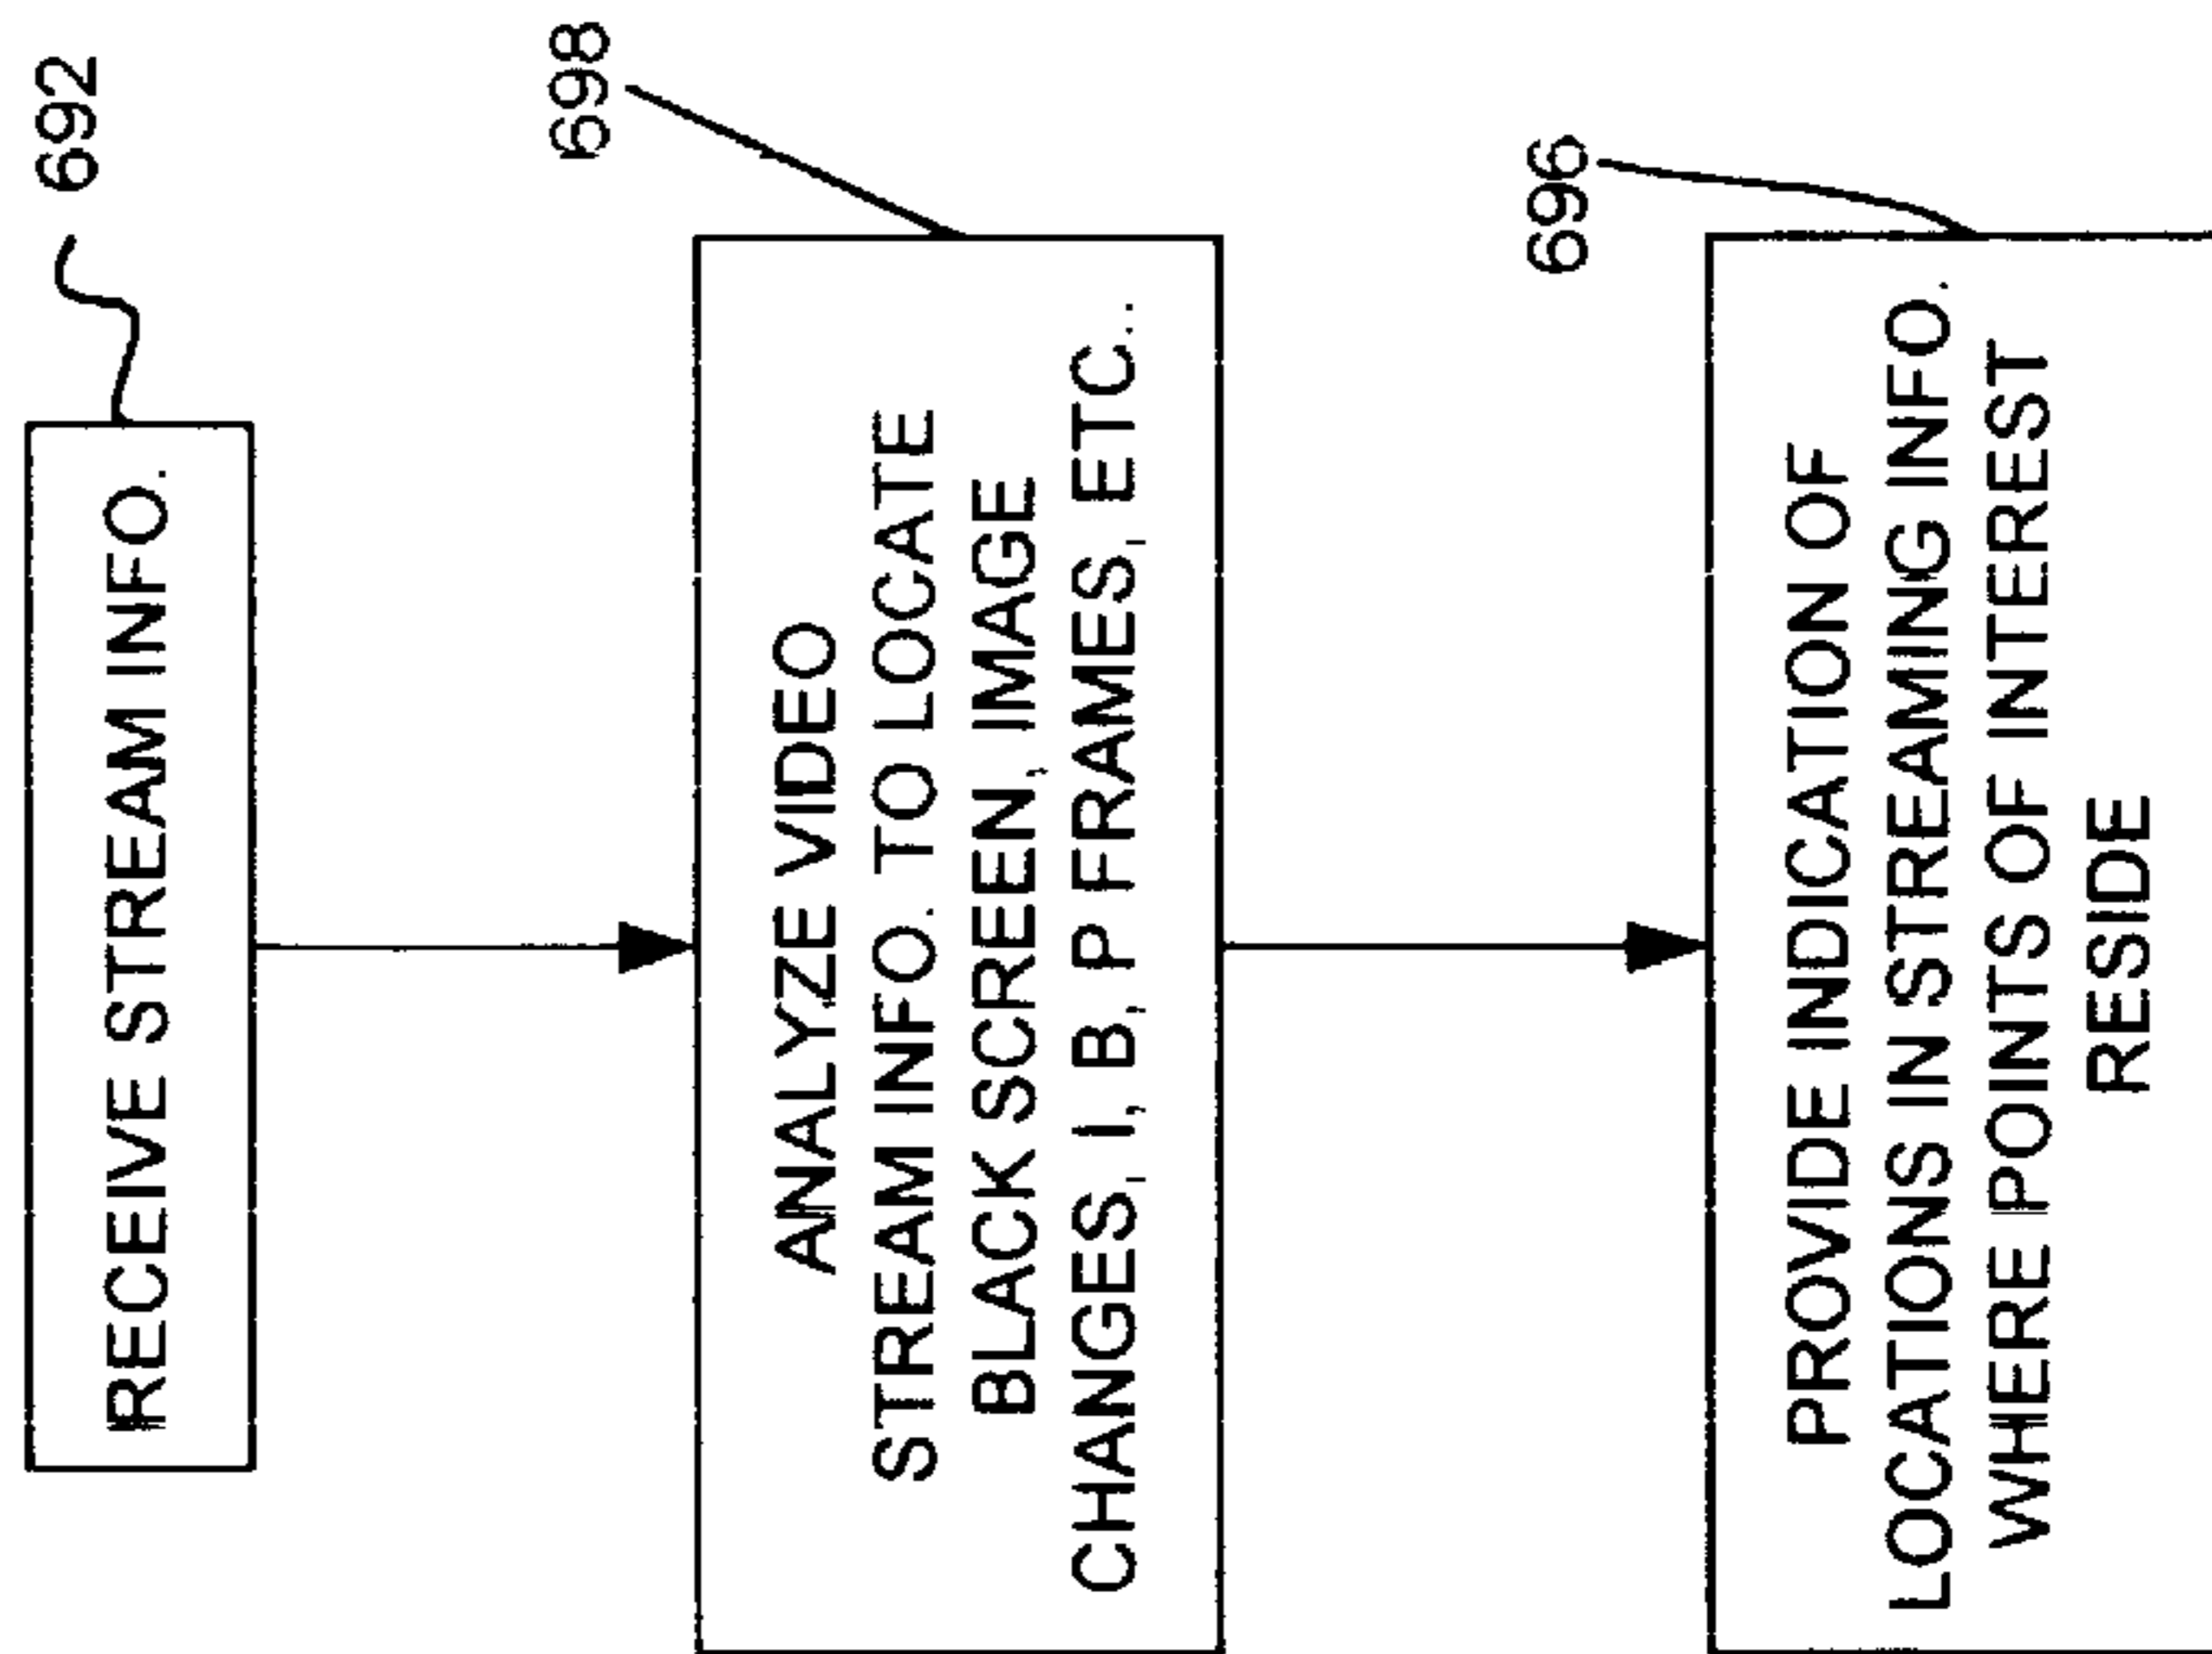 692
RECEIVE STREAM INFO.
698
ANALYZE VIDEO
STREAM INFO. TO LOCATE
BLACK SCREEN, IMAGE
CHANGES, I, B, P FRAMES, ETC..
696
PROVIDE INDICATION OF
LOCATIONS IN STREAMING INFO.
WHERE POINTS OF INTEREST
RESIDE